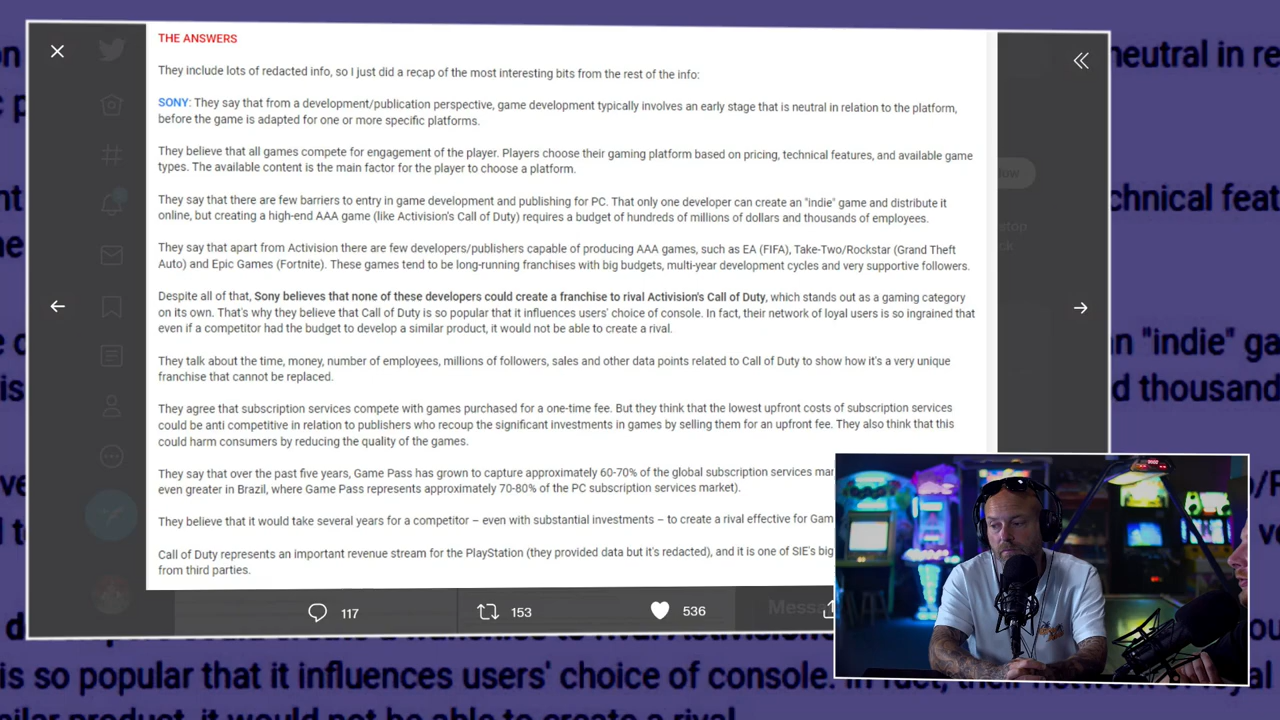 THE ANSWERS
They include lots of redacted info, so I just did a recap of the most interesting bits from the rest of the info:
SONY: They say that from a development/publication perspective, game development typically involves an early stage that is neutral in relation to the platform,
before the game is adapted for one or more specific platforms.
They believe that all games compete for engagement of the player. Players choose their gaming platform based on pricing, technical features, and available game
types. The available content is the main factor for the player to choose a platform.
They say that there are few barriers to entry in game development and publishing for PC. That only one developer can create an "indie" game and distribute it
online, but creating a high-end AAA game (like Activision's Call of Duty) requires a budget of hundreds of millions of dollars and thousands of employees.
They say that apart from Activision there are few developers/publishers capable of producing AAA games, such as EA (FIFA), Take-Two/Rockstar (Grand Theft
Auto) and Epic Games (Fortnite). These games tend to be long-running franchises with big budgets, multi-year development cycles and very supportive followers.
Despite all of that, Sony believes that none of these developers could create a franchise to rival Activision's Call of Duty, which stands out as a gaming category
on its own. That's why they believe that Call of Duty is so popular that it influences users' choice of console. In fact, their network of loyal users is so ingrained that
even if a competitor had the budget to develop a similar product, it would not be able to create a rival.
They talk about the time, money, number of employees, millions of followers, sales and other data points related to Call of Duty to show how it's a very unique
franchise that cannot be replaced.
They agree that subscription services compete with games purchased for a one-time fee. But they think that the lowest upfront costs of subscription services
could be anti competitive in relation to publishers who recoup the significant investments in games by selling them for an upfront fee. They also think that this
could harm consumers by reducing the quality of the games.
They say that over the past five years, Game Pass has grown to capture approximately 60-70% of the global subscription services mar
even greater in Brazil, where Game Pass represents approximately 70-80% of the PC subscription services market).
They believe that it would take several years for a competitor – even with substantial investments – to create a rival effective for Gam
Call of Duty represents an important revenue stream for the PlayStation (they provided data but it's redacted), and it is one of SIE's big
from third parties.
117
153
536
neutral in re
chnical feat
"indie" ga
thousand
is so popular that it influences users' choice of console. In fact, their network of loyal